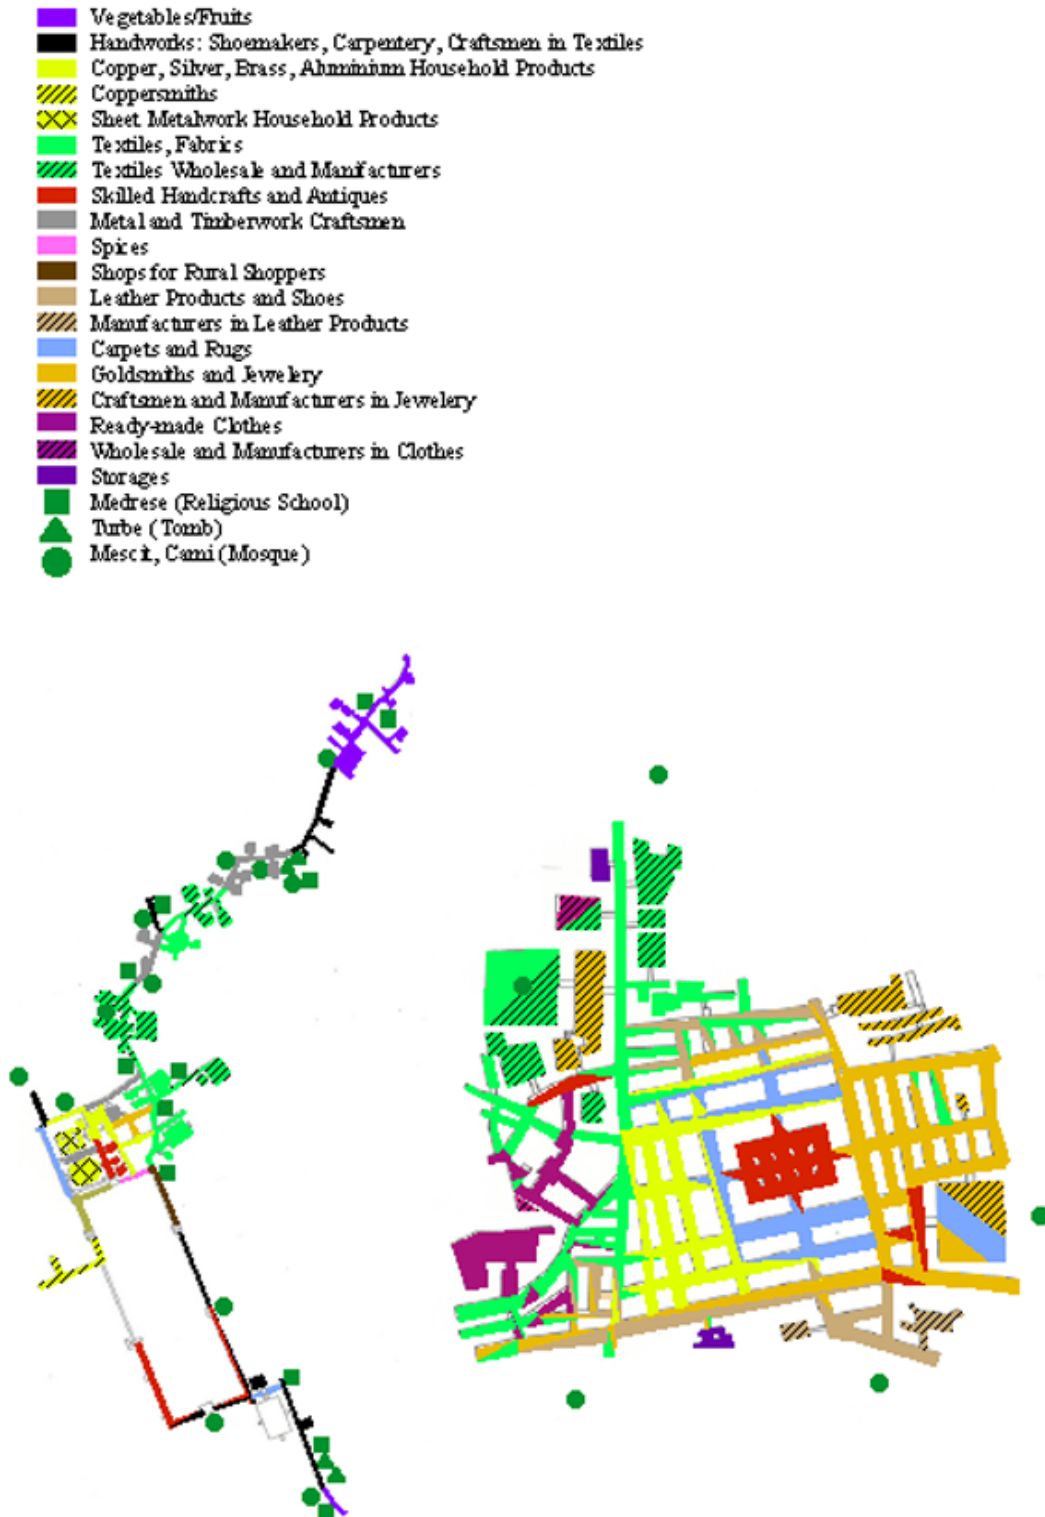 Vegetables/Fruits
Handworks: Shoemakers, Carpentery, Craftsmen in Textiles
Copper, Silver, Brass, Aluminium Household Products
Coppersmiths
Sheet Metalwork Household Products
Textiles, Fabrics
Textiles Wholesale and Manifacturers
Skilled Handcrafts and Antiques
Metal and Timberwork Craftsmen
Spices
Shops for Rural Shoppers
Leather Products and Shoes
Manufacturers in Leather Products
Carpets and Rugs
Goldsmiths and Jewelery
Craftsmen and Manufacturers in Jewelery
Ready-made Clothes
Wholesale and Manufacturers in Clothes
Storages
Medrese (Religious School)
Turbe (Tomb)
Mescit, Cami (Mosque)